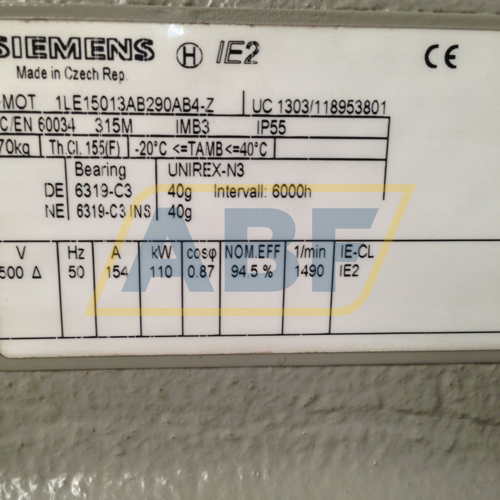 SIEMENS H IE2 CE
Made in Czech Rep.
MOT 1LE15013AB290AB4-Z UC 1303/118953801
C/EN 60034 315M IMB3 IP55
70kg Th.Cl. 155(F) -20°C <=TAMB<=40°C
Bearing UNIREX-N3
DE 6319-C3 40g Intervall: 6000h
NE 6319-C3 INS 40g
V Hz A kW cosφ NOM.EFF 1/min IE-CL
500 Δ 50 154 110 0.87 94.5 % 1490 IE2
ABF